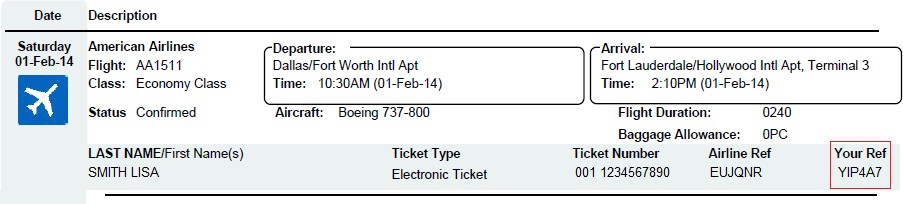 Date Description
Saturday
01-Feb-14
American Airlines
Flight: AA1511
Class: Economy Class
Status Confirmed
Departure:
Dallas/Fort Worth Intl Apt
Time: 10:30AM (01-Feb-14)
Arrival:
Fort Lauderdale/Hollywood Intl Apt, Terminal 3
Time: 2:10PM (01-Feb-14)
Aircraft: Boeing 737-800
Flight Duration: 0240
Baggage Allowance: 0PC
LAST NAME/First Name(s) Ticket Type Ticket Number Airline Ref Your Ref
SMITH LISA Electronic Ticket 001 1234567890 EUJQNR YIP4A7